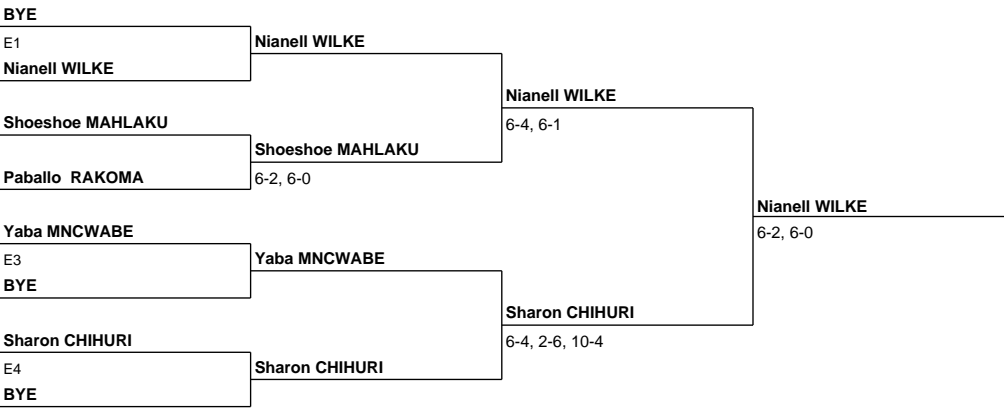 BYE
E1
Nianell WILKE
Nianell WILKE
Nianell WILKE
6-4, 6-1
Shoeshoe MAHLAKU
Shoeshoe MAHLAKU
Paballo  RAKOMA
6-2, 6-0
Nianell WILKE
6-2, 6-0
Yaba MNCWABE
E3
Yaba MNCWABE
BYE
Sharon CHIHURI
6-4, 2-6, 10-4
Sharon CHIHURI
E4
Sharon CHIHURI
BYE